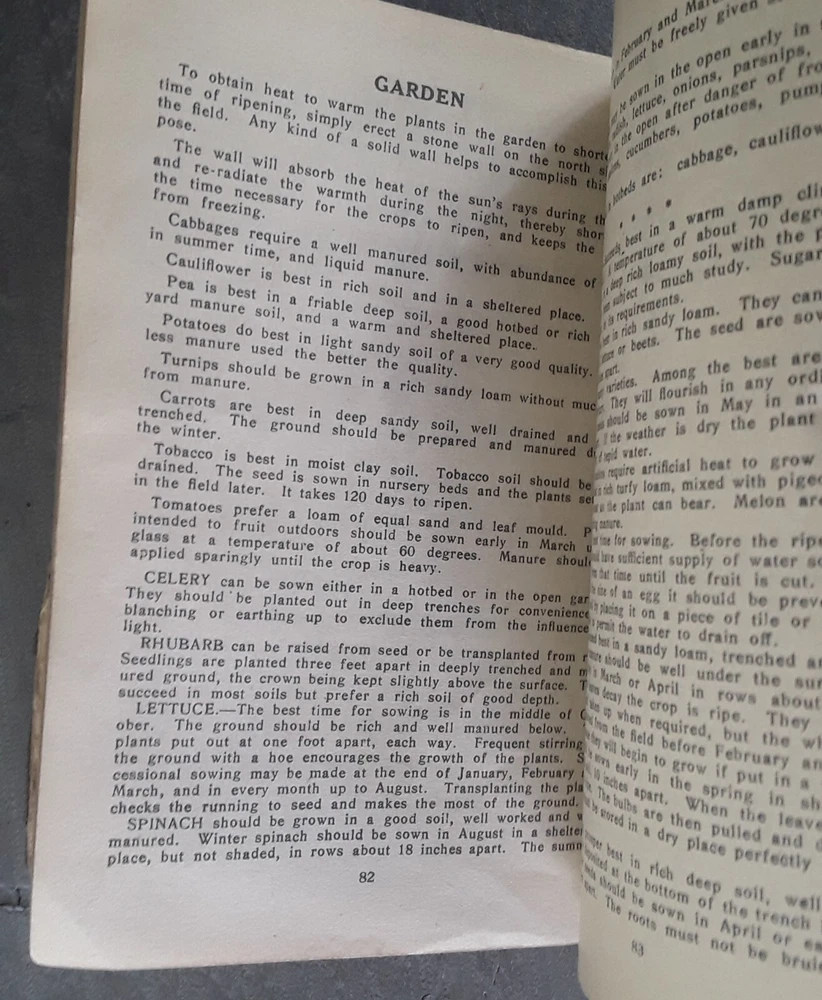 GARDEN
To obtain heat to warm the plants in the garden to
time of ripening, simply erect a stone wall on the north
the field. Any kind of a solid wall helps to accomplish this
pose.
The wall will absorb the heat of the sun's rays during
and re-radiate the warmth during the night, thereby
the time necessary for the crops to ripen, and keeps the
from freezing.
Cabbages require a well manured soil, with abundance of
in summer time, and liquid manure.
Cauliflower is best in rich soil and in a sheltered place.
Pea is best in a friable deep soil, a good hotbed or rich
yard manure soil, and a warm and sheltered place.
Potatoes do best in light sandy soil of a very good quality.
less manure used the better the quality.
Turnips should be grown in a rich sandy loam without
from manure.
Carrots are best in deep sandy soil, well drained and
trenched. The ground should be prepared and manured
the winter.
Tobacco is best in moist clay soil. Tobacco soil should be
drained. The seed is sown in nursery beds and the plants
in the field later. It takes 120 days to ripen.
Tomatoes prefer a loam of equal sand and leaf mould.
intended to fruit outdoors should be sown early in March
glass at a temperature of about 60 degrees. Manure
applied sparingly until the crop is heavy.
CELERY can be sown either in a hotbed or in the open
They should be planted out in deep trenches for convenience
blanching or earthing up to exclude them from the influence
light.
RHUBARB can be raised from seed or be transplanted from
Seedlings are planted three feet apart in deeply trenched and
ured ground, the crown being kept slightly above the surface.
succeed in most soils but prefer a rich soil of good depth.
LETTUCE.—The best time for sowing is in the middle of
ober. The ground should be rich and well manured below.
plants put out at one foot apart, each way. Frequent stirring
the ground with a hoe encourages the growth of the plants.
cessional sowing may be made at the end of January, February
March, and in every month up to August. Transplanting the
checks the running to seed and makes the most of the ground.
SPINACH should be grown in a good soil, well worked and
manured. Winter spinach should be sown in August in a
place, but not shaded, in rows about 18 inches apart. The
82
February and
must be freely given
be sown in the open early in
lettuce, onions, parsnips,
the open after danger of
cucumbers, potatoes,
are: cabbage,
* * * *
best in a warm damp
temperature of about 70
deep rich loamy soil, with the
subject to much study. Sugar
its requirements.
in rich sandy loam. They can
or beets. The seed are
apart.
varieties. Among the best are
They will flourish in any
should be sown in May in an
if the weather is dry the plant
water.
require artificial heat to grow
rich turfy loam, mixed with
as the plant can bear. Melon are
time for sowing. Before the
have sufficient supply of water
that time until the fruit is cut.
size of an egg it should be
by placing it on a piece of tile or
permit the water to drain off.
best in a sandy loam, trenched
should be well under the
March or April in rows about
decay the crop is ripe. They
up when required, but the
from the field before February
they will begin to grow if put in a
sown early in the spring in
10 inches apart. When the
The bulbs are then pulled and
be stored in a dry place perfectly
best in rich deep soil, well
at the bottom of the trench
should be sown in April or
The roots must not be
83